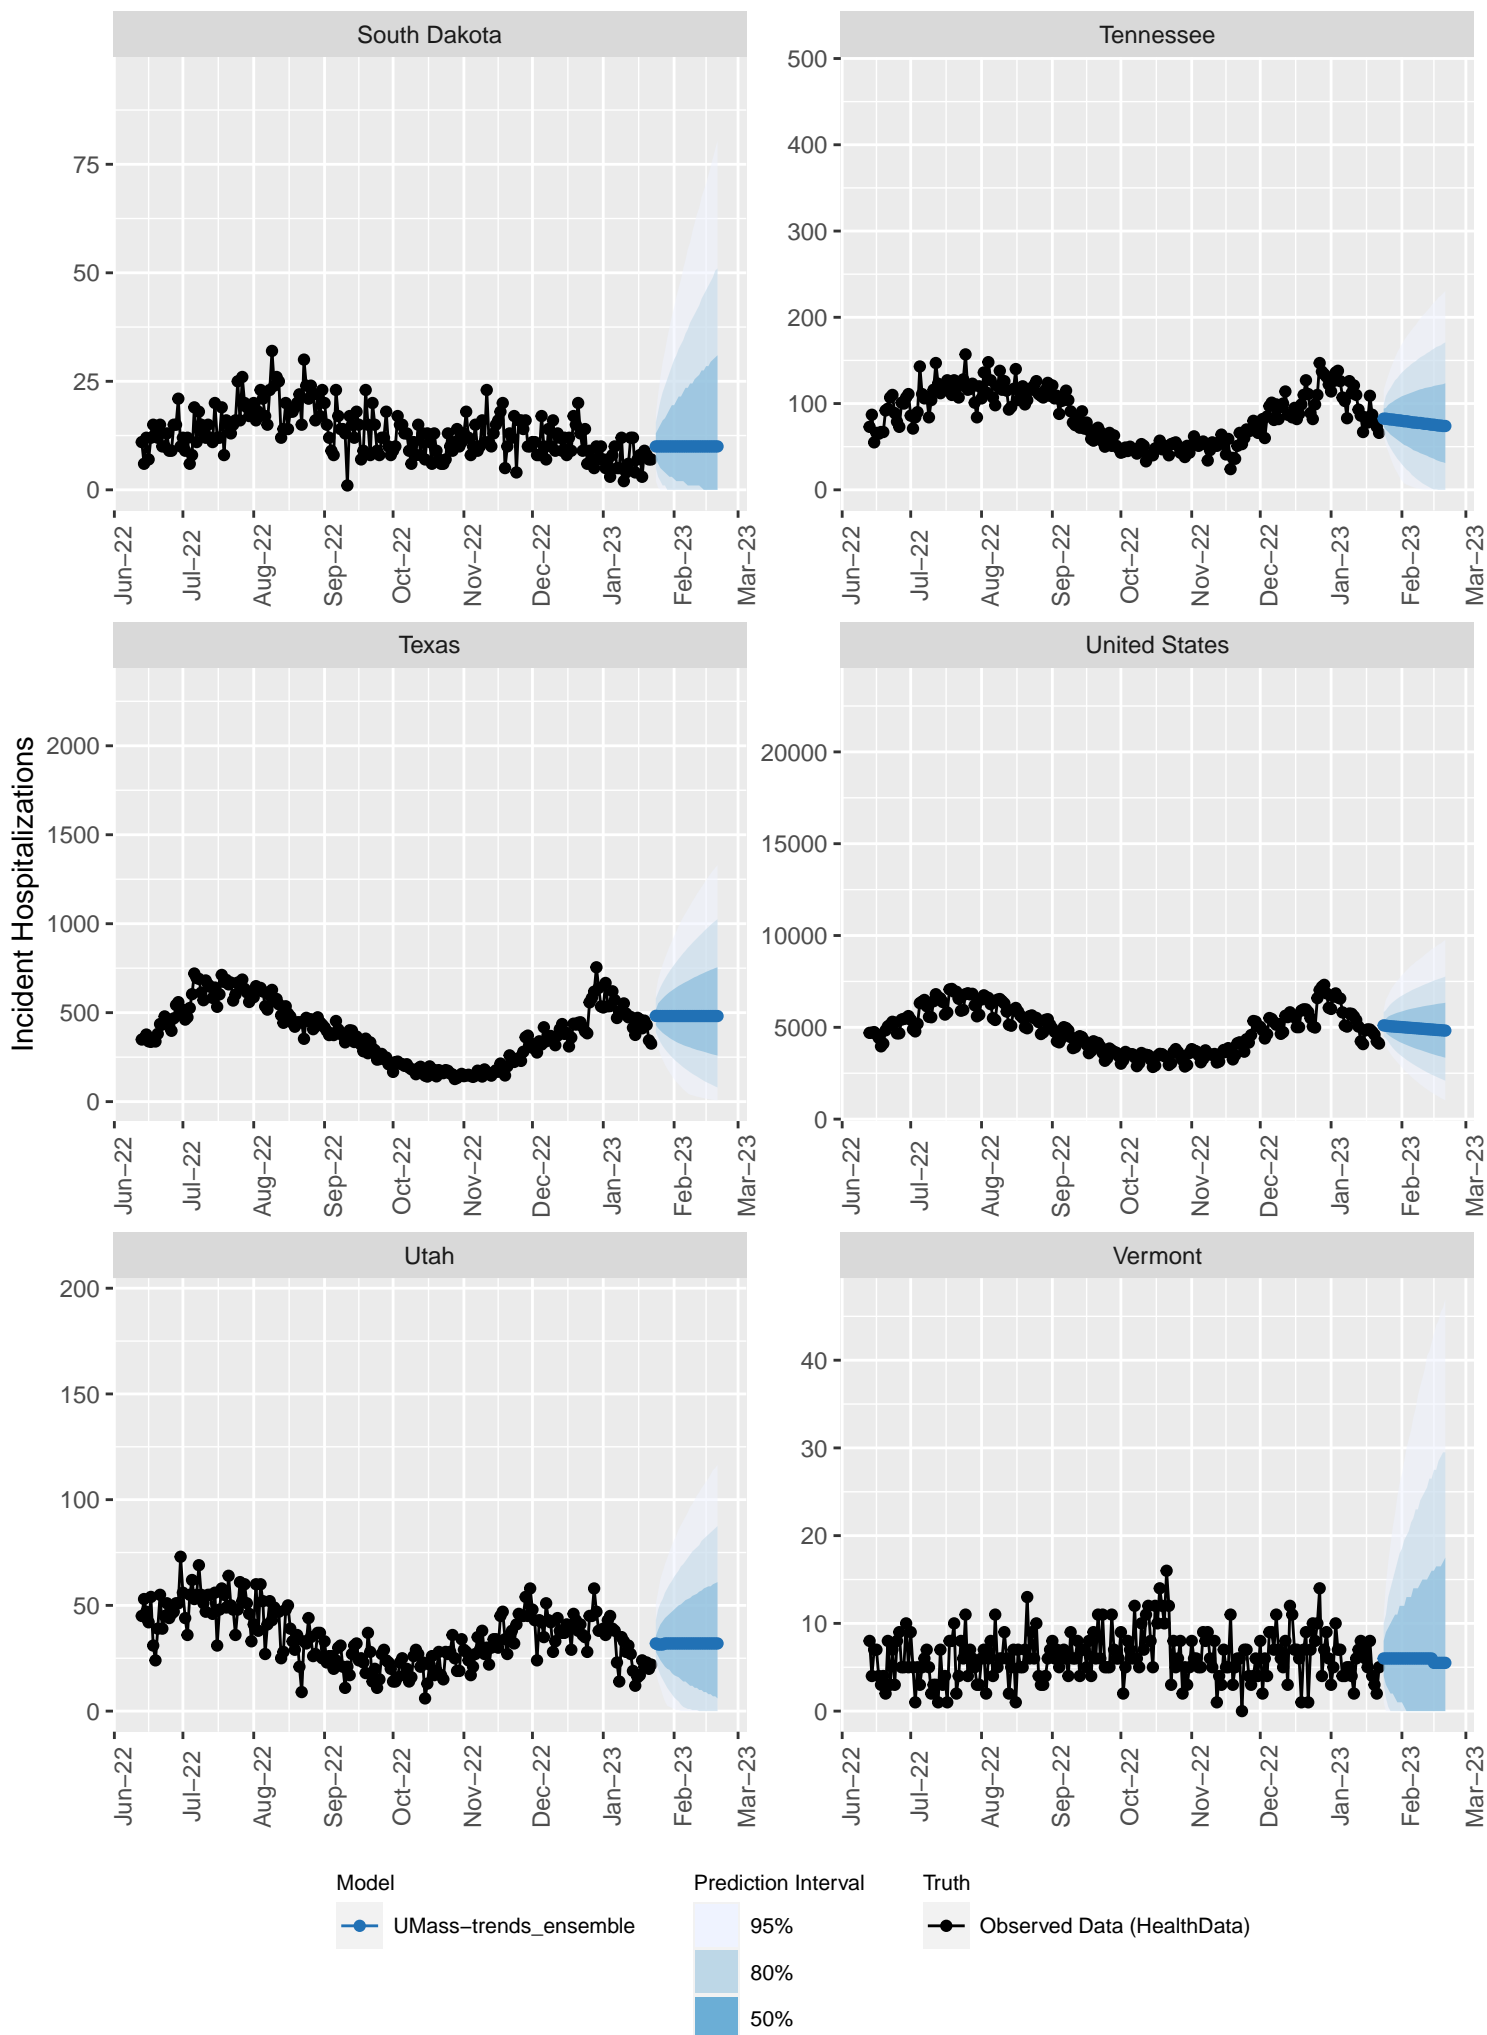 South Dakota
Tennessee
75
50
25
0
500
400
300
200
100
0
Jun−22
Jul−22
Aug−22
Sep−22
Oct−22
Nov−22
Dec−22
Jan−23
Feb−23
Mar−23
Jun−22
Jul−22
Aug−22
Sep−22
Oct−22
Nov−22
Dec−22
Jan−23
Feb−23
Mar−23
Incident Hospitalizations
Texas
United States
2000
1500
1000
500
0
20000
15000
10000
5000
0
Jun−22
Jul−22
Aug−22
Sep−22
Oct−22
Nov−22
Dec−22
Jan−23
Feb−23
Mar−23
Jun−22
Jul−22
Aug−22
Sep−22
Oct−22
Nov−22
Dec−22
Jan−23
Feb−23
Mar−23
Utah
Vermont
200
150
100
50
0
40
30
20
10
0
Jun−22
Jul−22
Aug−22
Sep−22
Oct−22
Nov−22
Dec−22
Jan−23
Feb−23
Mar−23
Jun−22
Jul−22
Aug−22
Sep−22
Oct−22
Nov−22
Dec−22
Jan−23
Feb−23
Mar−23
Model
UMass−trends_ensemble
Prediction Interval
95%
80%
50%
Truth
Observed Data (HealthData)